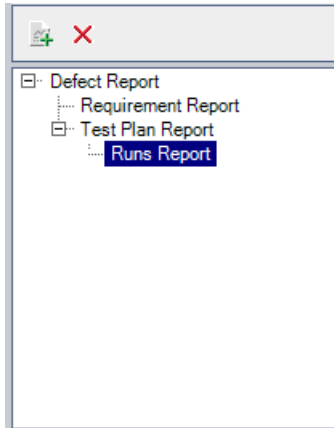 Defect Report
Requirement Report
Test Plan Report
Runs Report